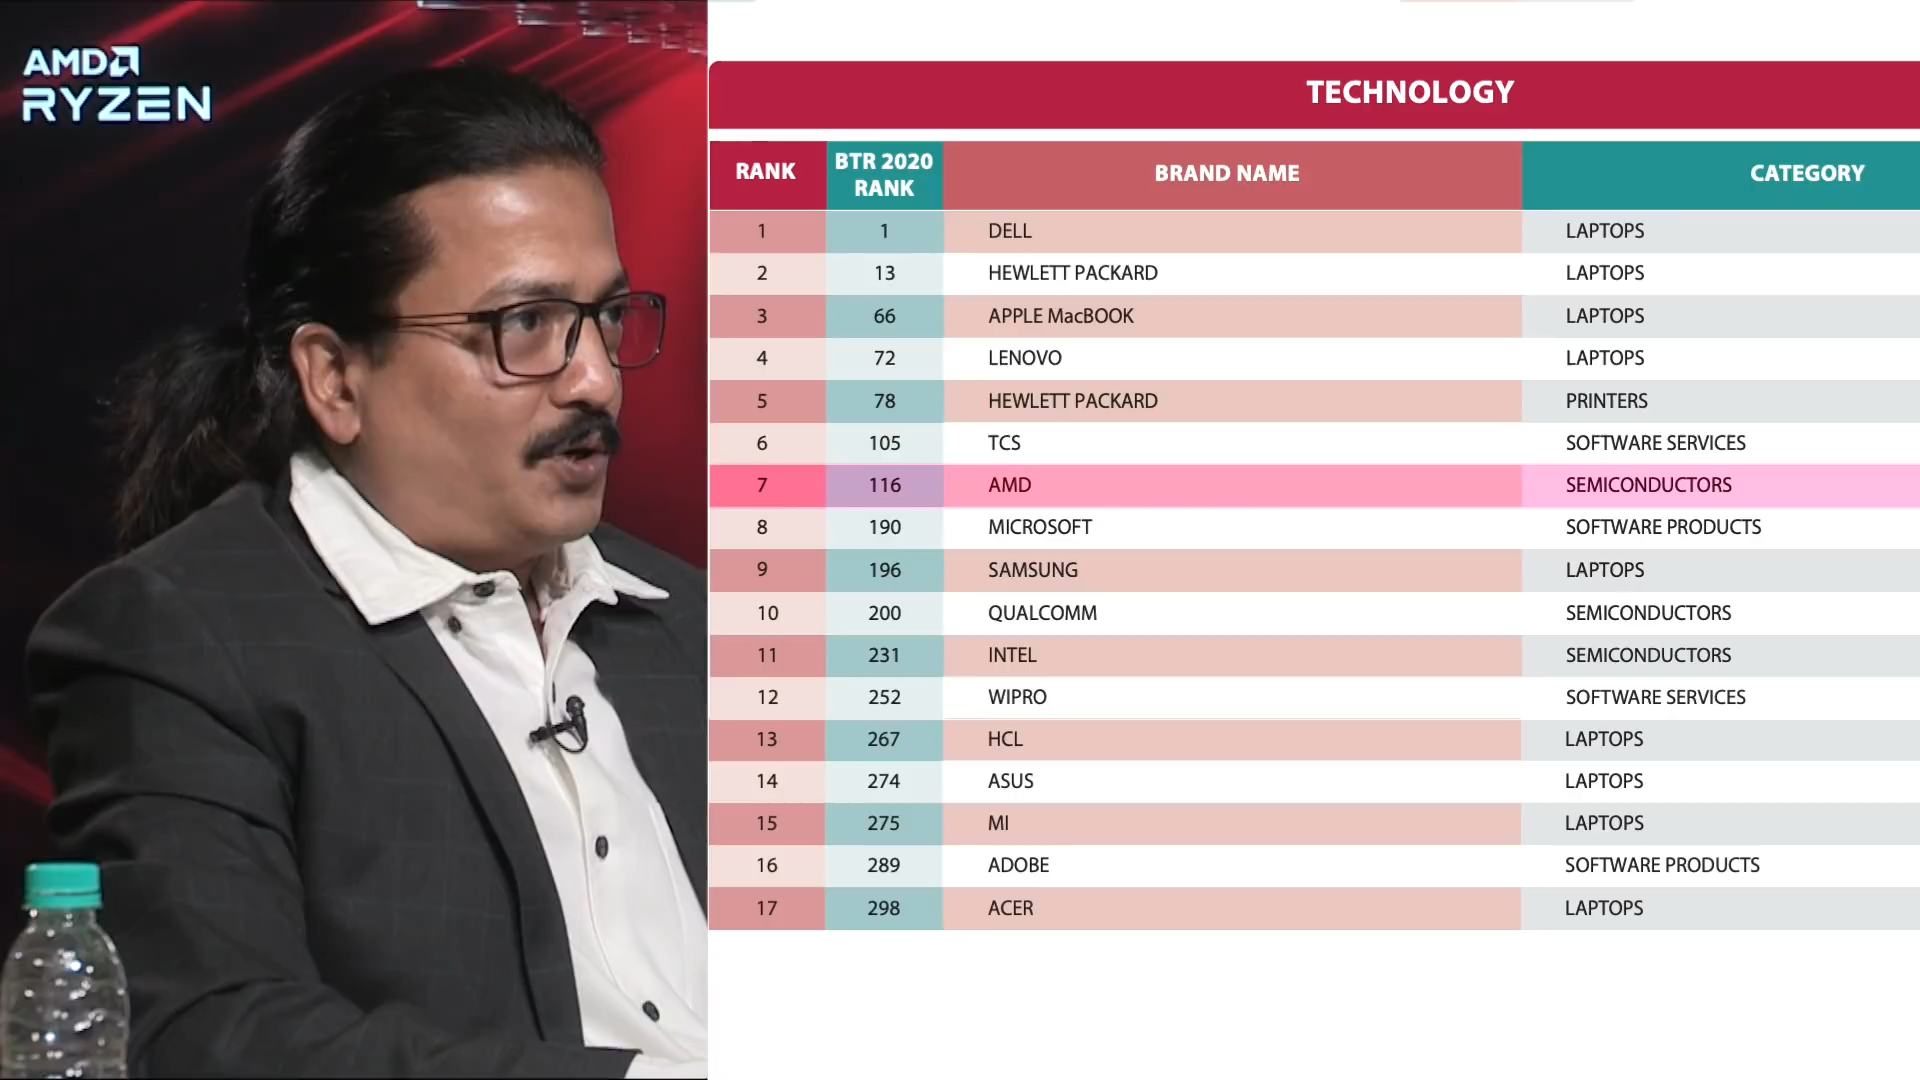 AMD
RYZEN
TECHNOLOGY
RANK BTR 2020 RANK BRAND NAME CATEGORY
1 1 DELL LAPTOPS
2 13 HEWLETT PACKARD LAPTOPS
3 66 APPLE MacBOOK LAPTOPS
4 72 LENOVO LAPTOPS
5 78 HEWLETT PACKARD PRINTERS
6 105 TCS SOFTWARE SERVICES
7 116 AMD SEMICONDUCTORS
8 190 MICROSOFT SOFTWARE PRODUCTS
9 196 SAMSUNG LAPTOPS
10 200 QUALCOMM SEMICONDUCTORS
11 231 INTEL SEMICONDUCTORS
12 252 WIPRO SOFTWARE SERVICES
13 267 HCL LAPTOPS
14 274 ASUS LAPTOPS
15 275 MI LAPTOPS
16 289 ADOBE SOFTWARE PRODUCTS
17 298 ACER LAPTOPS